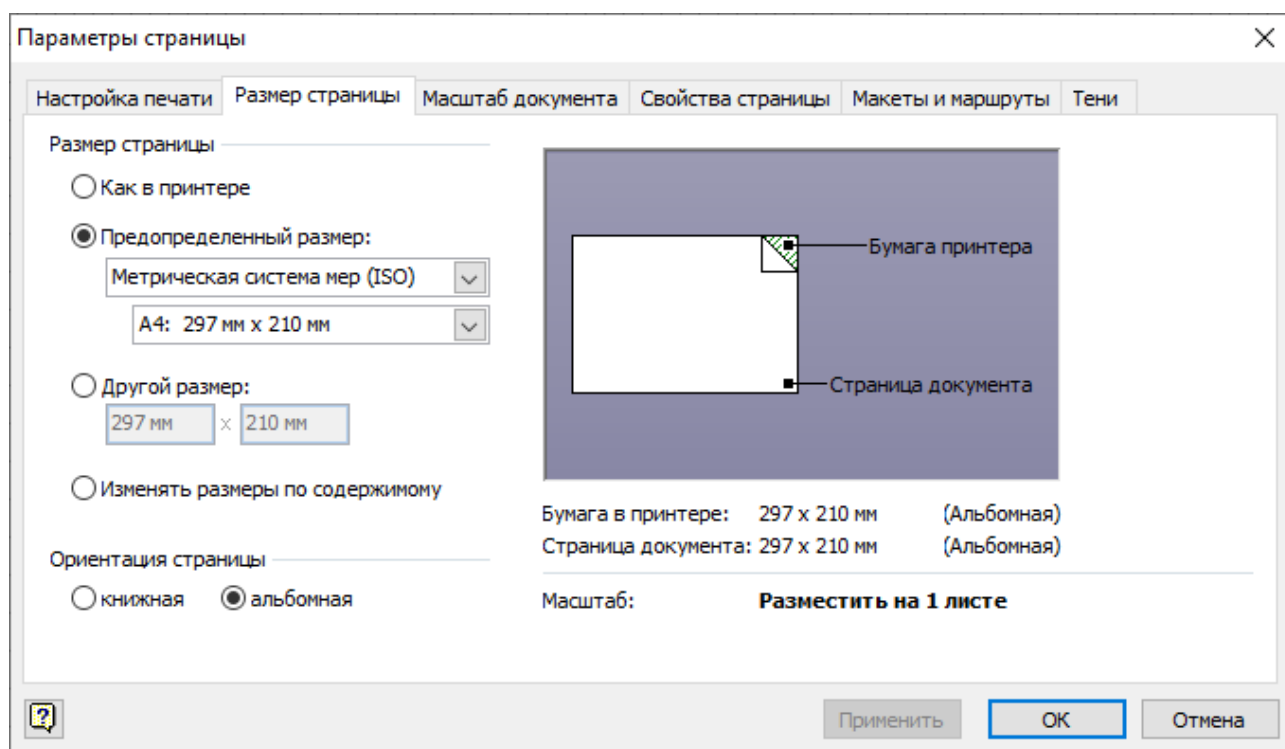 Параметры страницы
Настройка печати Размер страницы Масштаб документа Свойства страницы Макеты и маршруты Тени
Размер страницы
Как в принтере
Предопределенный размер:
Метрическая система мер (ISO)
A4: 297 мм x 210 мм
Другой размер:
297 мм x 210 мм
Изменять размеры по содержимому
Ориентация страницы
книжная альбомная
Бумага принтера
Страница документа
Бумага в принтере: 297 x 210 мм (Альбомная)
Страница документа: 297 x 210 мм (Альбомная)
Масштаб: Разместить на 1 листе
? Применить ОК Отмена